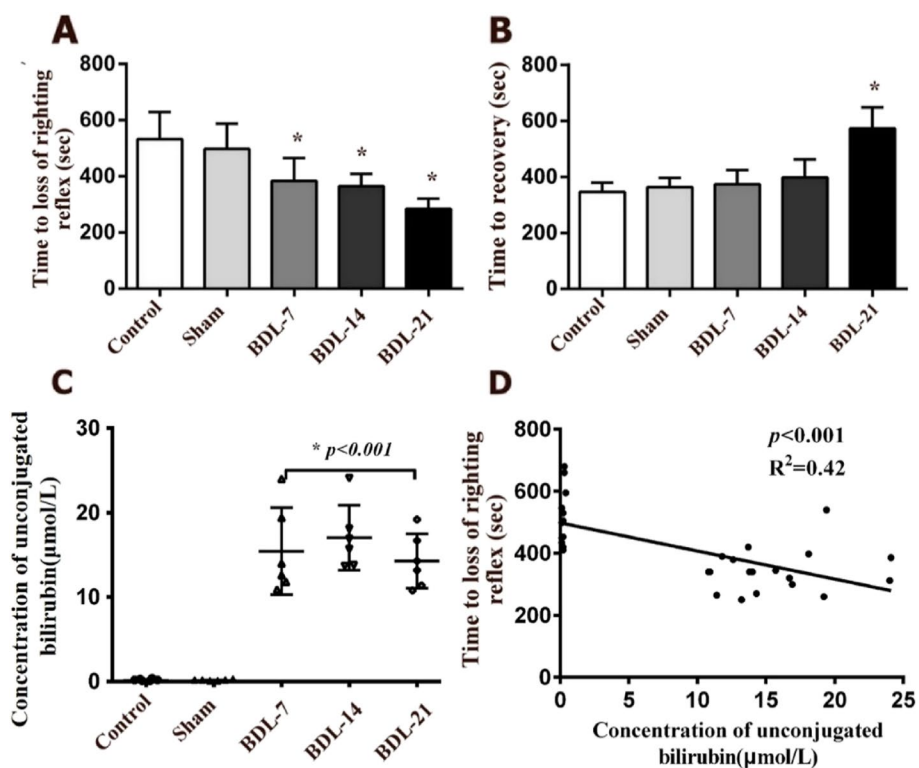 A
Time to loss of righting
reflex (sec)
800
600
400
200
0
*
*
*
Control
Sham
BDL-7
BDL-14
BDL-21
B
Time to recovery (sec)
800
600
400
200
0
*
Control
Sham
BDL-7
BDL-14
BDL-21
C
Concentration of unconjugated
bilirubin(μmol/L)
30
20
10
0
* p<0.001
Control
Sham
BDL-7
BDL-14
BDL-21
D
Time to loss of righting
reflex (sec)
800
600
400
200
0
p<0.001
R²=0.42
0 5 10 15 20 25
Concentration of unconjugated
bilirubin(μmol/L)